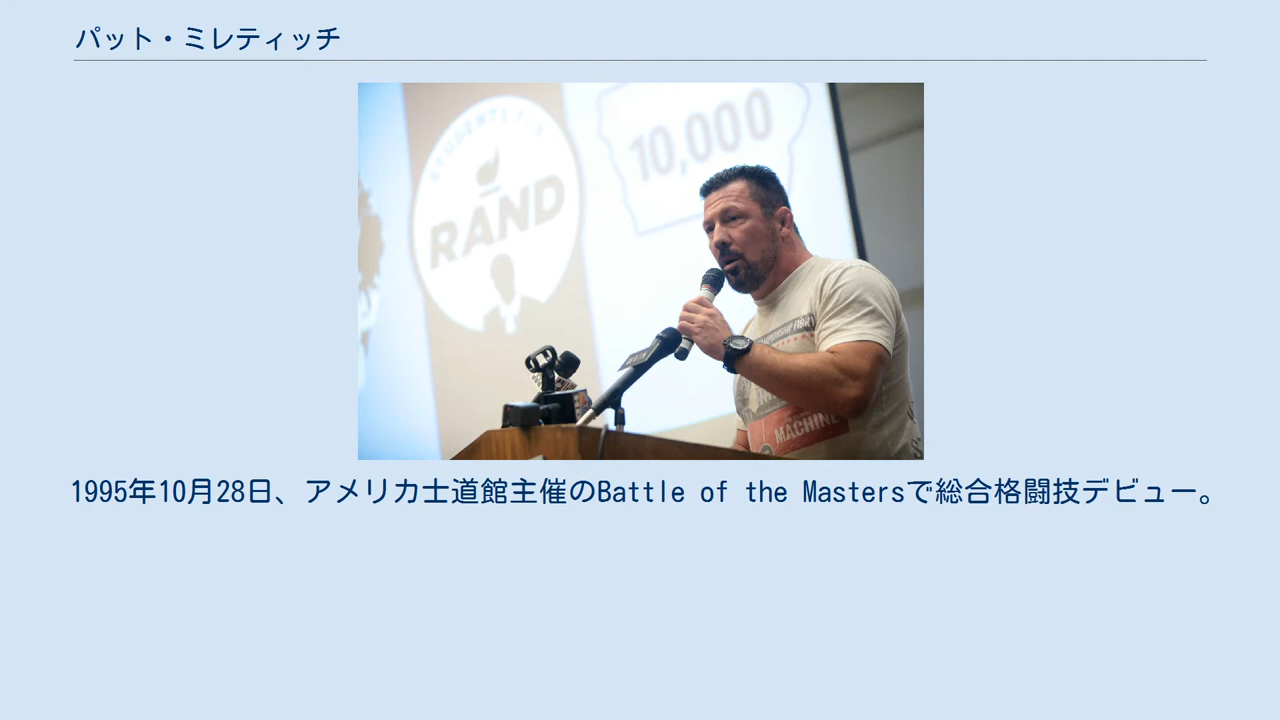 パット・ミレティッチ
STUDENTS
RAND
10,000
MACHINE
1995年10月28日、アメリカ士道館主催のBattle of the Mastersで総合格闘技デビュー。